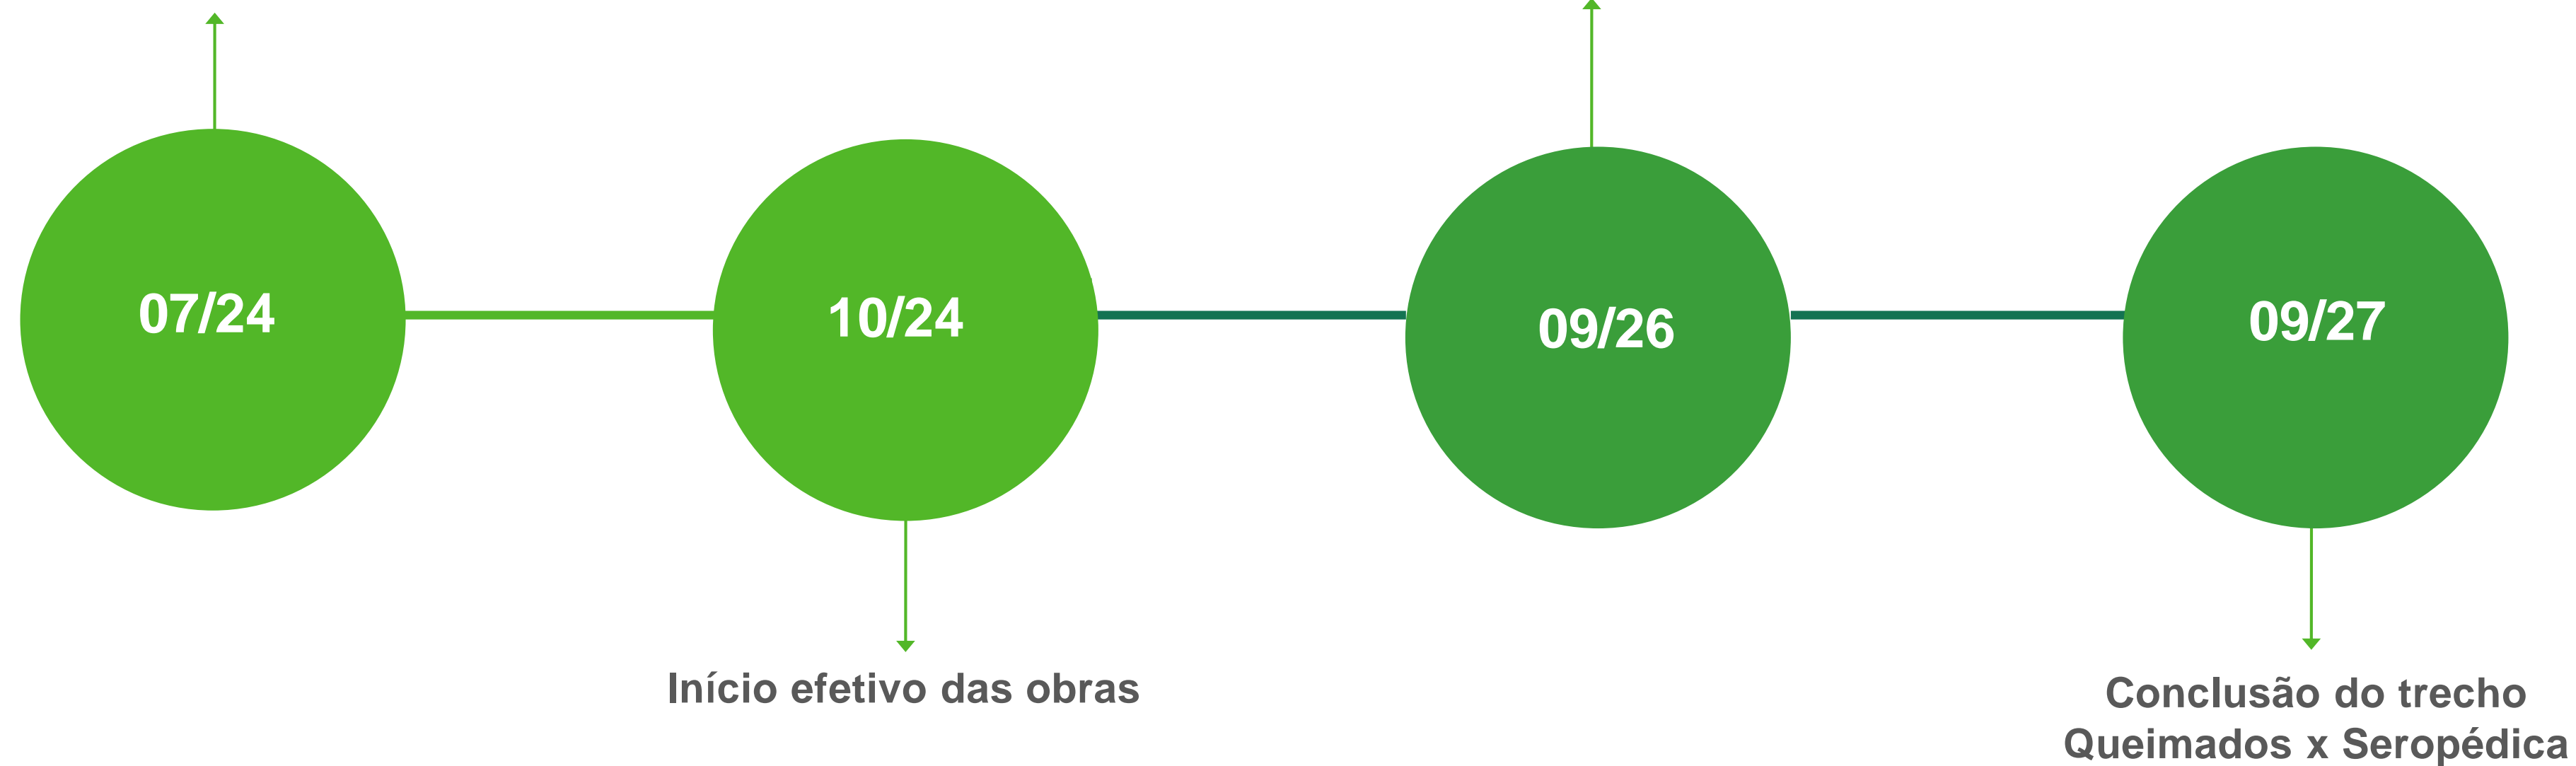 07/24
10/24
09/26
09/27
Início efetivo das obras
Conclusão do trecho
Queimados x Seropédica